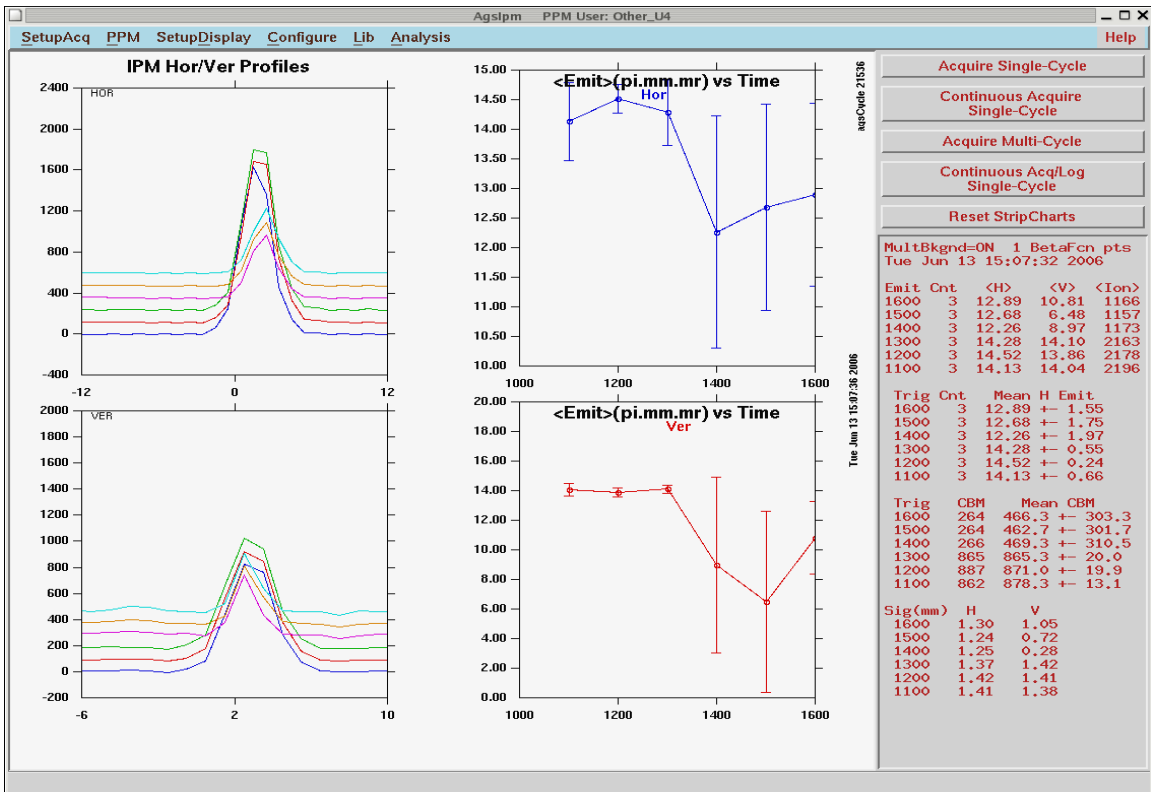 AgsIpm PPM User: Other_U4
SetupAcq PPM SetupDisplay Configure Lib Analysis Help
IPM Hor/Ver Profiles
HOR
2400
2000
1600
1200
800
400
0
-400
-12 0 12
VER
2000
1800
1600
1400
1200
1000
800
600
400
200
0
-200
-6 2 10
<Emit>(pi.mm.mr) vs Time
Hor
15.00
14.50
14.00
13.50
13.00
12.50
12.00
11.50
11.00
10.50
10.00
1000 1200 1400 1600
<Emit>(pi.mm.mr) vs Time
Ver
20.00
18.00
16.00
14.00
12.00
10.00
8.00
6.00
4.00
2.00
0.00
1000 1200 1400 1600
agsCycle 21536
Tue Jun 13 15:07:36 2006
Acquire Single-Cycle
Continuous Acquire
Single-Cycle
Acquire Multi-Cycle
Continuous Acq/Log
Single-Cycle
Reset StripCharts
MultBkgnd=ON 1 BetaFcn pts
Tue Jun 13 15:07:32 2006
Emit Cnt <H> <V> <Ion>
1600 3 12.89 10.81 1166
1500 3 12.68 6.48 1157
1400 3 12.26 8.97 1173
1300 3 14.28 14.10 2163
1200 3 14.52 13.86 2178
1100 3 14.13 14.04 2196
Trig Cnt Mean H Emit
1600 3 12.89 +- 1.55
1500 3 12.68 +- 1.75
1400 3 12.26 +- 1.97
1300 3 14.28 +- 0.55
1200 3 14.52 +- 0.24
1100 3 14.13 +- 0.66
Trig CBM Mean CBM
1600 264 466.3 +- 303.3
1500 264 462.7 +- 301.7
1400 266 469.3 +- 310.5
1300 865 865.3 +- 20.0
1200 887 871.0 +- 19.9
1100 862 878.3 +- 13.1
Sig(mm) H V
1600 1.30 1.05
1500 1.24 0.72
1400 1.25 0.28
1300 1.37 1.42
1200 1.42 1.41
1100 1.41 1.38